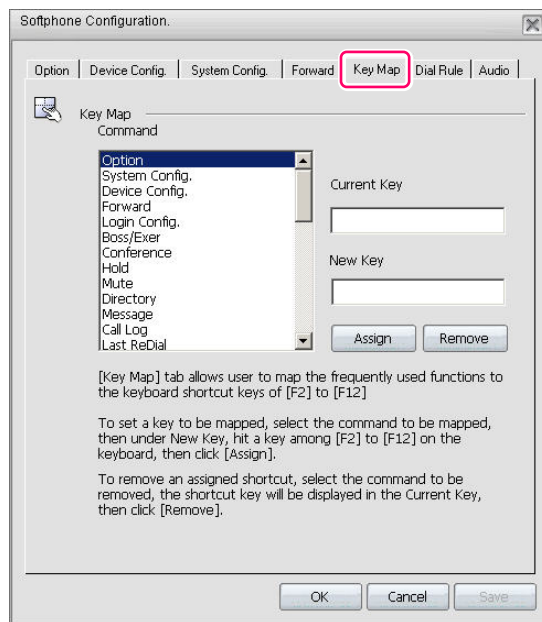 Softphone Configuration.
Option Device Config. System Config. Forward Key Map Dial Rule Audio
Key Map
Command
Option
System Config.
Device Config.
Forward
Login Config.
Boss/Exer
Conference
Hold
Mute
Directory
Message
Call Log
Last ReDial
Current Key
New Key
Assign Remove
[Key Map] tab allows user to map the frequently used functions to
the keyboard shortcut keys of [F2] to [F12]
To set a key to be mapped, select the command to be mapped,
then under New Key, hit a key among [F2] to [F12] on the
keyboard, then click [Assign].
To remove an assigned shortcut, select the command to be
removed, the shortcut key will be displayed in the Current Key,
then click [Remove].
OK Cancel Save